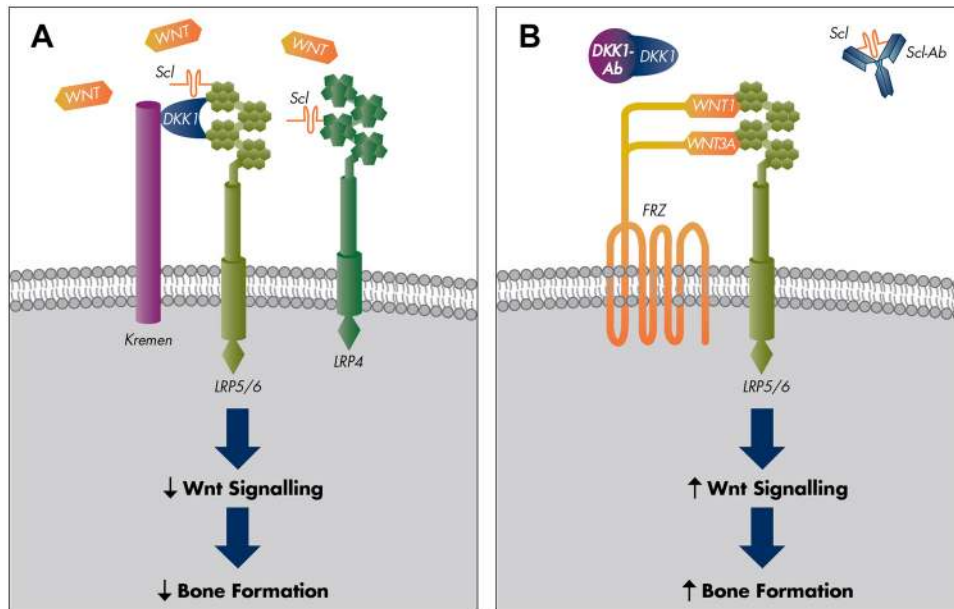 A
WNT
WNT
WNT
Scl
DKK1
Scl
Kremen
LRP5/6
LRP4
↓ Wnt Signalling
↓ Bone Formation
B
DKK1-
Ab
DKK1
Scl
Scl-Ab
WNT1
WNT3A
FRZ
LRP5/6
↑ Wnt Signalling
↑ Bone Formation